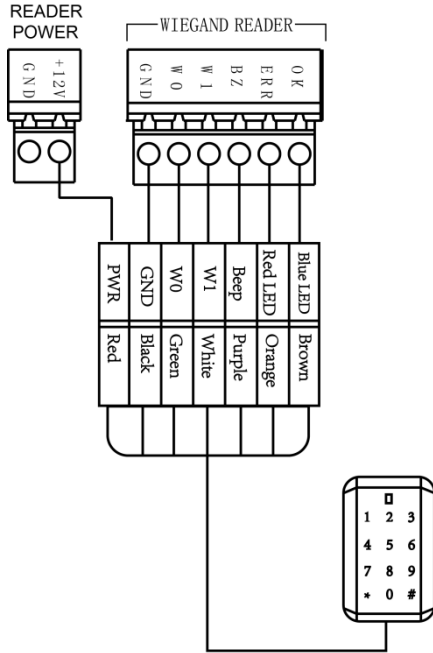 READER
POWER
WIEGAND READER
GND
+12V
GND
W0
W1
BZ
ERR
OK
PWR
GND
W0
W1
Beep
Red LED
Blue LED
Red
Black
Green
White
Purple
Orange
Brown
1 2 3
4 5 6
7 8 9
* 0 #